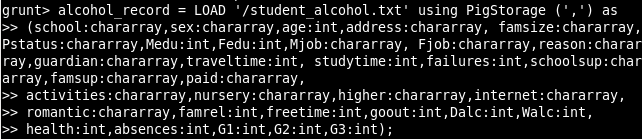 grunt> alcohol_record = LOAD '/student_alcohol.txt' using PigStorage (',') as
>> (school:chararray,sex:chararray,age:int,address:chararray, famsize:chararray,
Pstatus:chararray,Medu:int,Fedu:int,Mjob:chararray, Fjob:chararray,reason:charar
ray,guardian:chararray,traveltime:int, studytime:int,failures:int,schoolsup:char
array,famsup:chararray,paid:chararray,
>> activities:chararray,nursery:chararray,higher:chararray,internet:chararray,
>> romantic:chararray,famrel:int,freetime:int,goout:int,Dalc:int,Walc:int,
>> health:int,absences:int,G1:int,G2:int,G3:int);